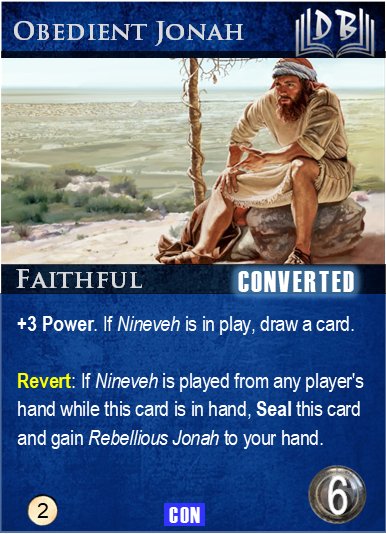 Obedient Jonah
DB
Faithful
CONVERTED
+3 Power. If Nineveh is in play, draw a card.
Revert: If Nineveh is played from any player's
hand while this card is in hand, Seal this card
and gain Rebellious Jonah to your hand.
2
CON
6